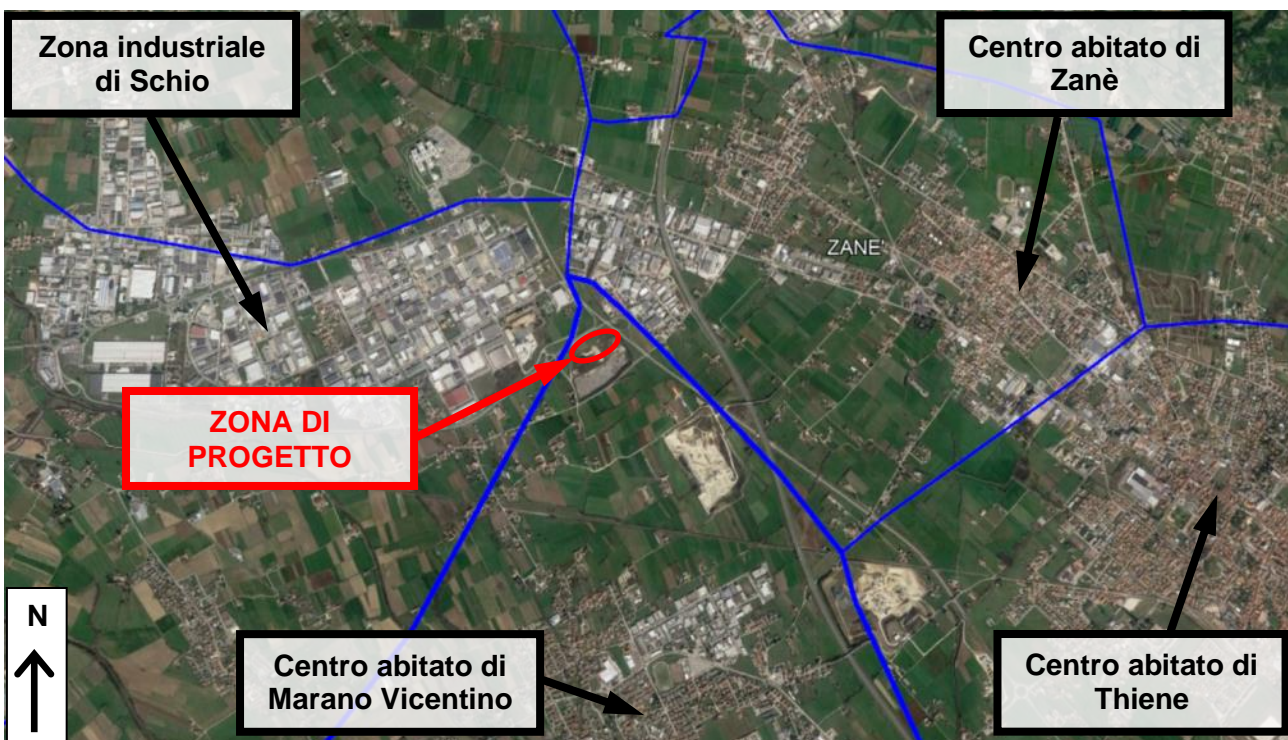 Zona industriale
di Schio
Centro abitato di
Zanè
ZANE'
ZONA DI
PROGETTO
N
Centro abitato di
Marano Vicentino
Centro abitato di
Thiene